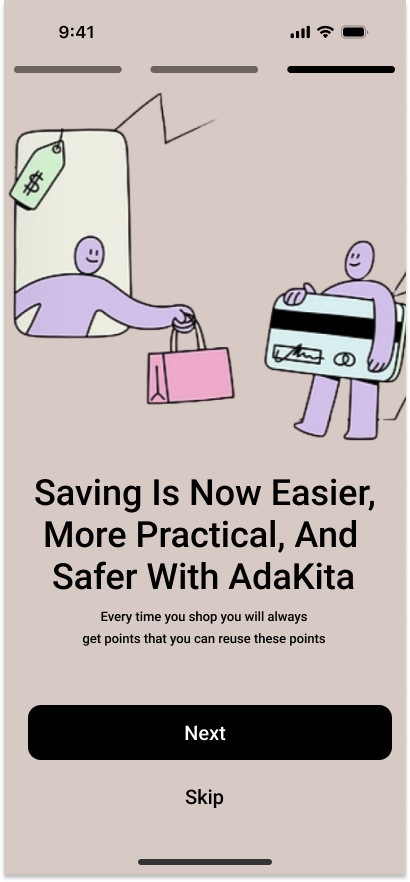 9:41
$
Saving Is Now Easier,
More Practical, And
Safer With AdaKita
Every time you shop you will always
get points that you can reuse these points
Next
Skip